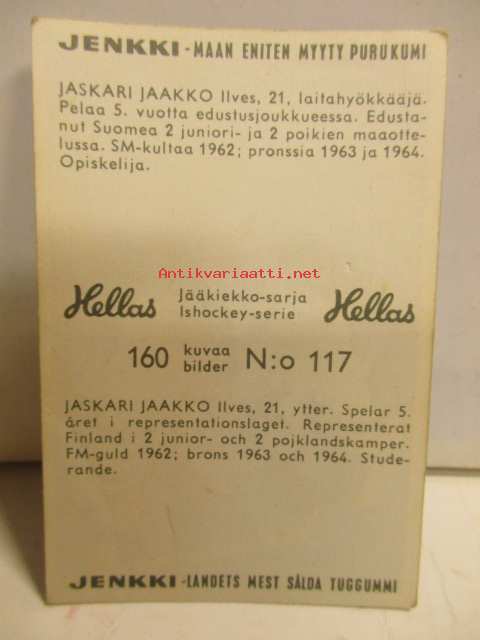 JENKKI - MAAN ENITEN MYYTY PURUKUMI
JASKARI JAAKKO Ilves, 21, laitahyökkääjä.
Pelaa 5. vuotta edustusjoukkueessa. Edusta-
nut Suomea 2 juniori- ja 2 poikien maaotte-
lussa. SM-kultaa 1962; pronssia 1963 ja 1964.
Opiskelija.
Antikvariaatti.net
Hellas Jääkiekko-sarja Hellas
Ishockey-serie
160 kuvaa N:o 117
bilder
JASKARI JAAKKO Ilves, 21, ytter. Spelar 5.
året i representationslaget. Representerat
Finland i 2 junior- och 2 pojklandskamper.
FM-guld 1962; brons 1963 och 1964. Stude-
rande.
JENKKI - LANDETS MEST SÅLDA TUGGUMMI